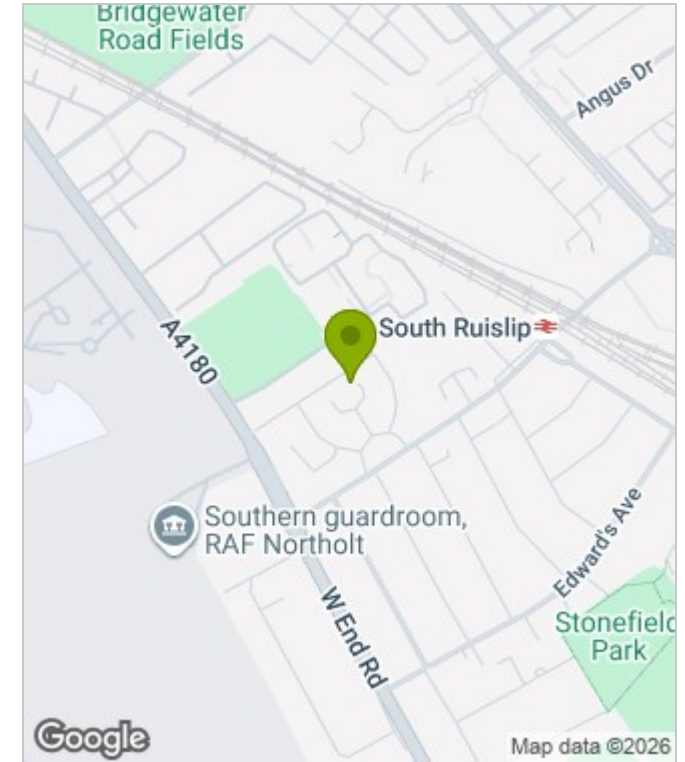 Bridgewater
Road Fields
Angus Dr
South Ruislip
A4180
Southern guardroom,
RAF Northolt
Edward's Ave
W End Rd
Stonefield
Park
Google
Map data ©2026